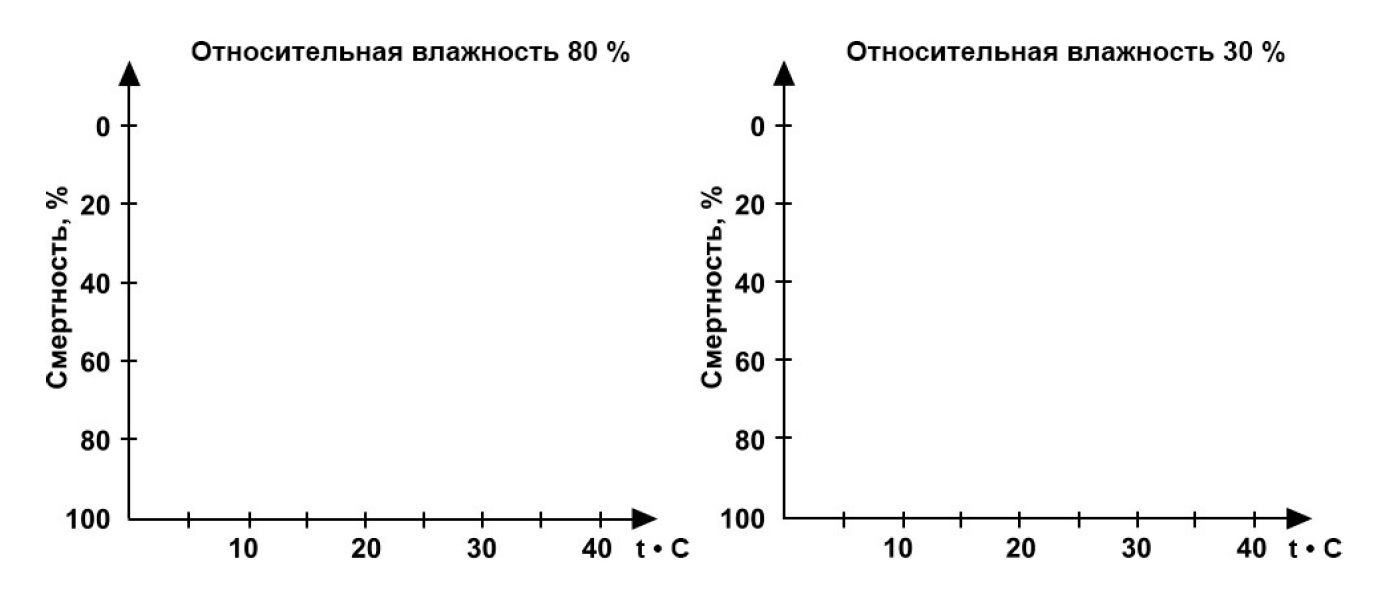 Относительная влажность 80 %
0
20
40
60
80
100
Смертность, %
10 20 30 40 t • C
Относительная влажность 30 %
0
20
40
60
80
100
Смертность, %
10 20 30 40 t • C